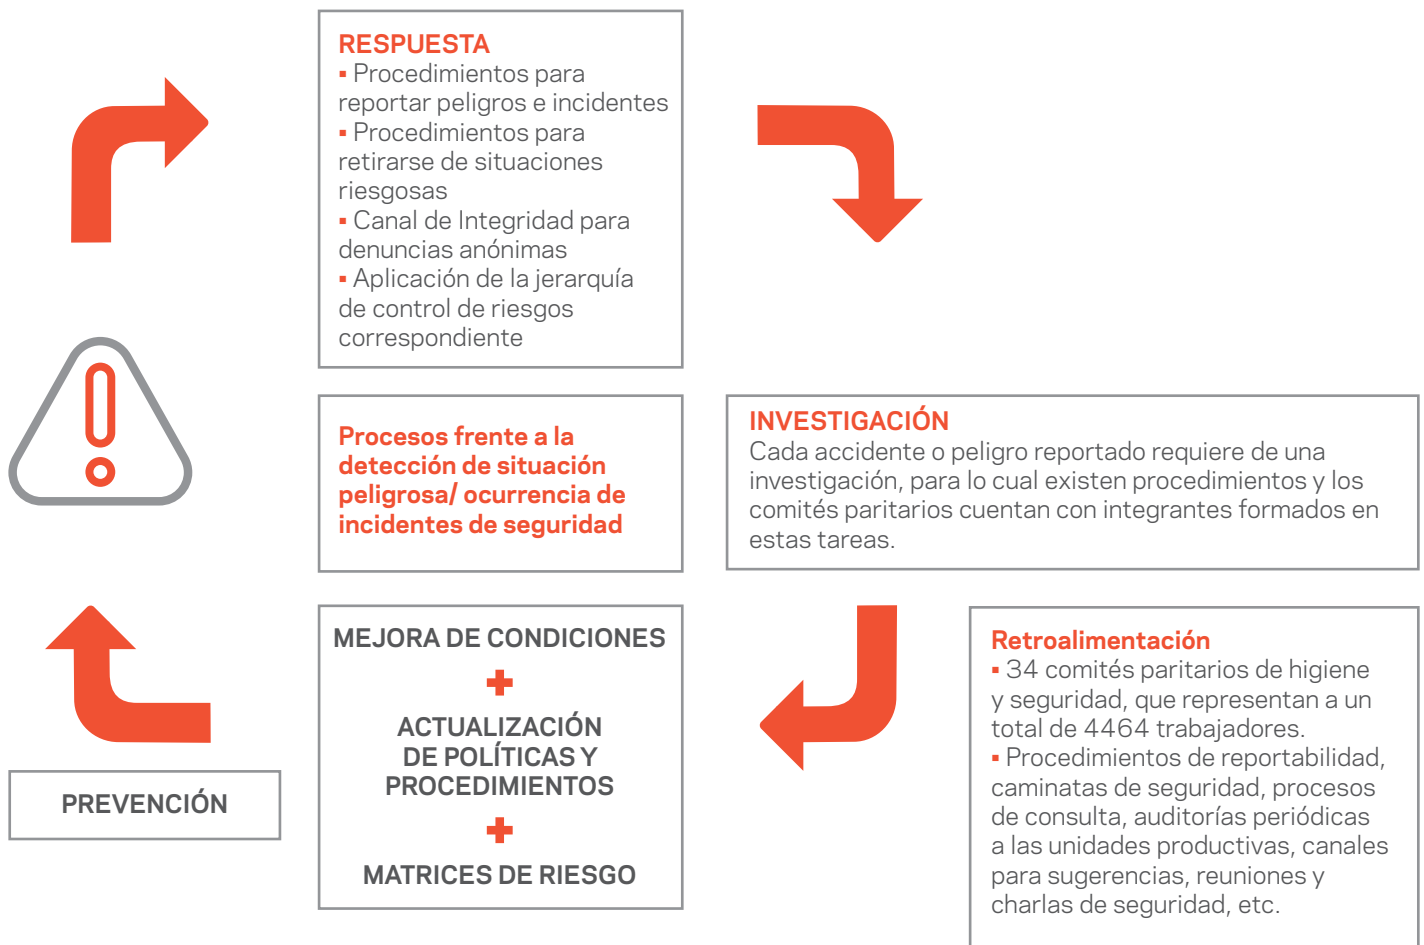 RESPUESTA
▪ Procedimientos para
reportar peligros e incidentes
▪ Procedimientos para
retirarse de situaciones
riesgosas
▪ Canal de Integridad para
denuncias anónimas
▪ Aplicación de la jerarquía
de control de riesgos
correspondiente
Procesos frente a la
detección de situación
peligrosa/ ocurrencia de
incidentes de seguridad
INVESTIGACIÓN
Cada accidente o peligro reportado requiere de una
investigación, para lo cual existen procedimientos y los
comités paritarios cuentan con integrantes formados en
estas tareas.
Retroalimentación
▪ 34 comités paritarios de higiene
y seguridad, que representan a un
total de 4464 trabajadores.
▪ Procedimientos de reportabilidad,
caminatas de seguridad, procesos
de consulta, auditorías periódicas
a las unidades productivas, canales
para sugerencias, reuniones y
charlas de seguridad, etc.
MEJORA DE CONDICIONES
+
ACTUALIZACIÓN
DE POLÍTICAS Y
PROCEDIMIENTOS
+
MATRICES DE RIESGO
PREVENCIÓN